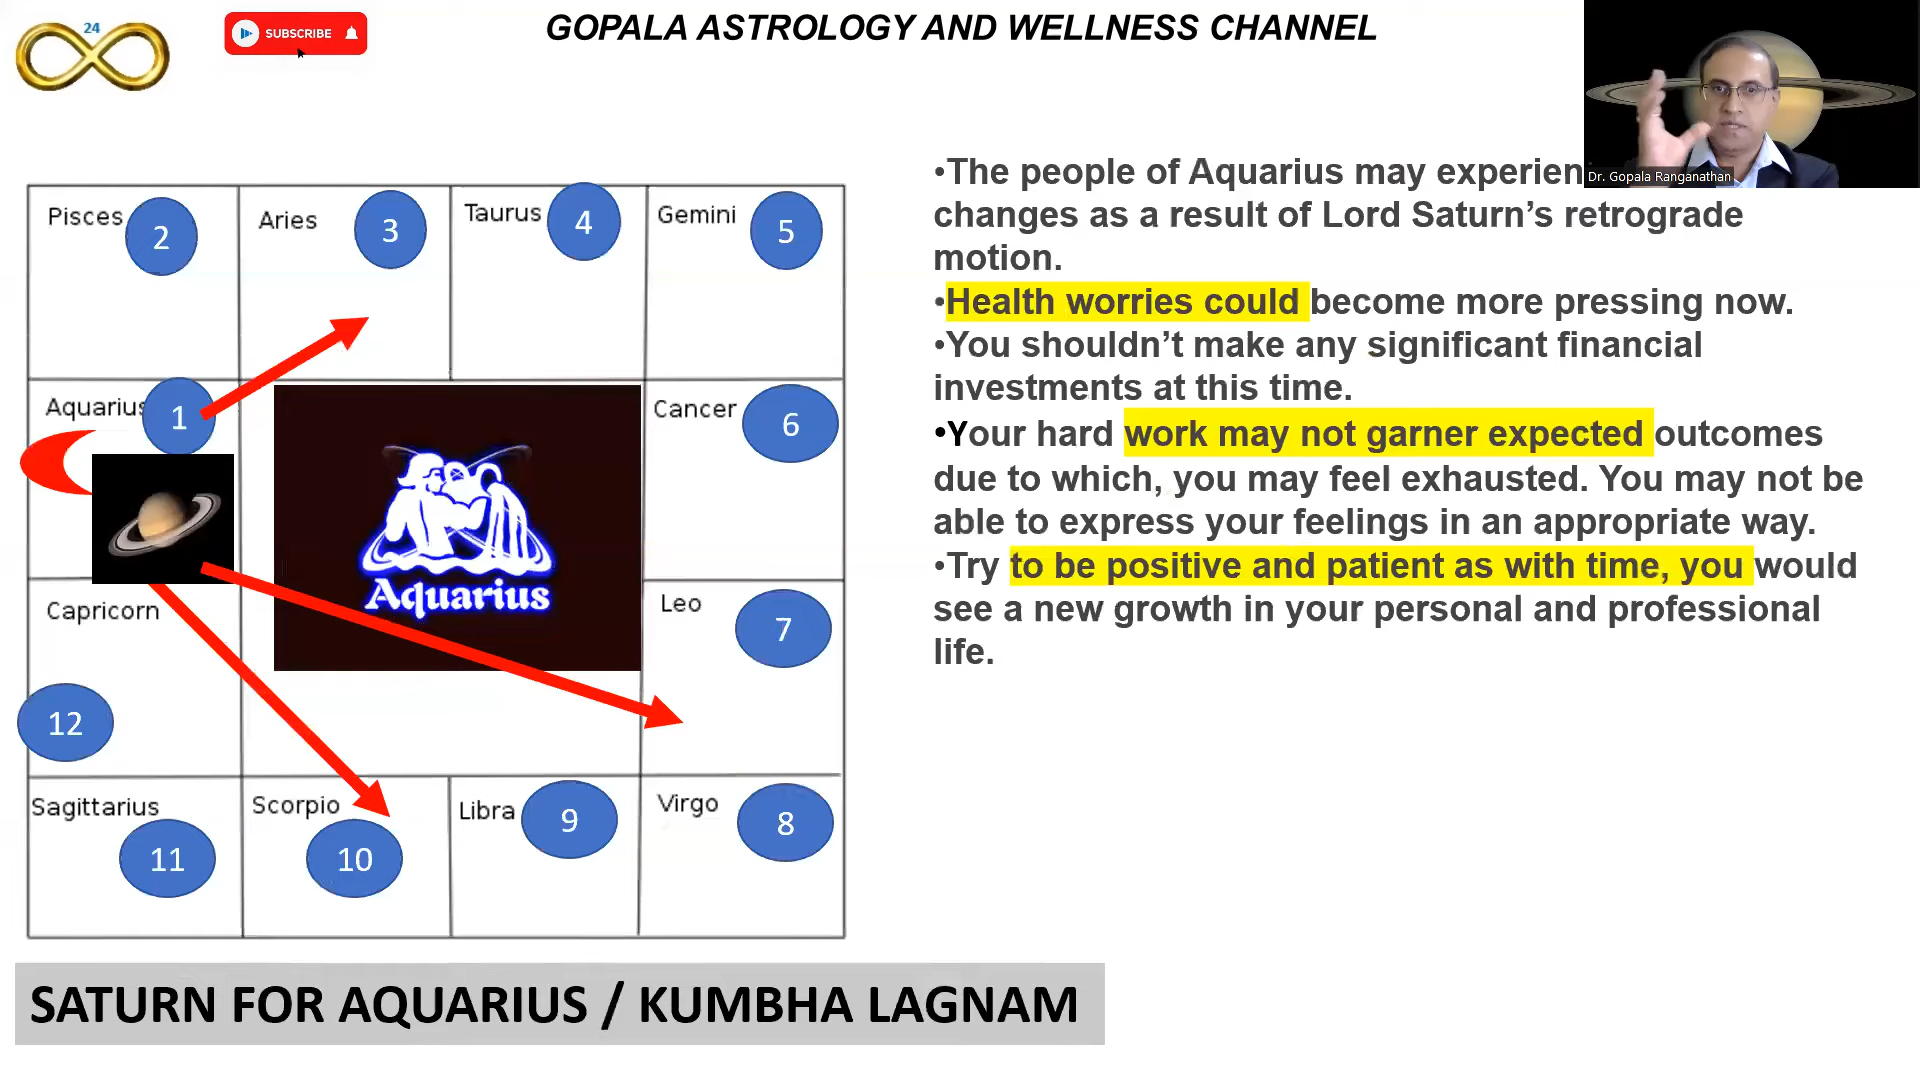 24
SUBSCRIBE
GOPALA ASTROLOGY AND WELLNESS CHANNEL
Dr. Gopala Ranganathan
Pisces 2
Aries 3
Taurus 4
Gemini 5
Aquarius 1
Cancer 6
Aquarius
Capricorn
12
Leo
7
Sagittarius
11
Scorpio
10
Libra 9
Virgo 8
•The people of Aquarius may
changes as a result of Lord Saturn’s retrograde
motion.
•Health worries could become more pressing now.
•You shouldn’t make any significant financial
investments at this time.
•Your hard work may not garner expected outcomes
due to which, you may feel exhausted. You may not be
able to express your feelings in an appropriate way.
•Try to be positive and patient as with time, you would
see a new growth in your personal and professional
life.
SATURN FOR AQUARIUS / KUMBHA LAGNAM